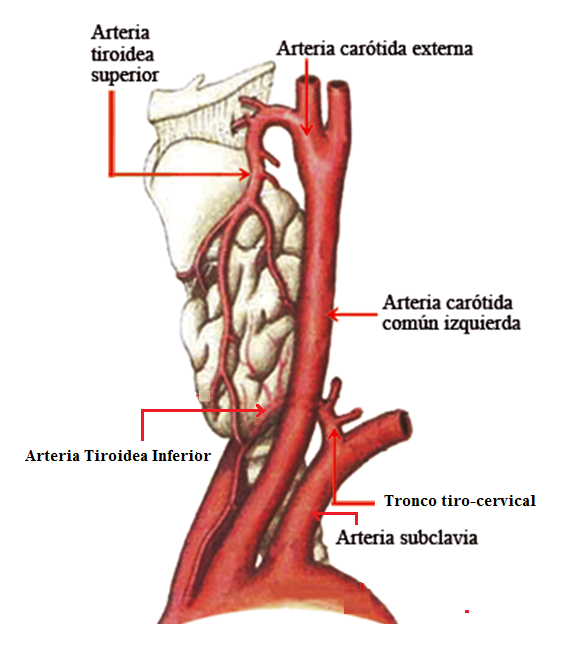 Arteria
tiroidea
superior
Arteria carótida externa
Arteria carótida
común izquierda
Arteria Tiroidea Inferior
Tronco tiro-cervical
Arteria subclavia